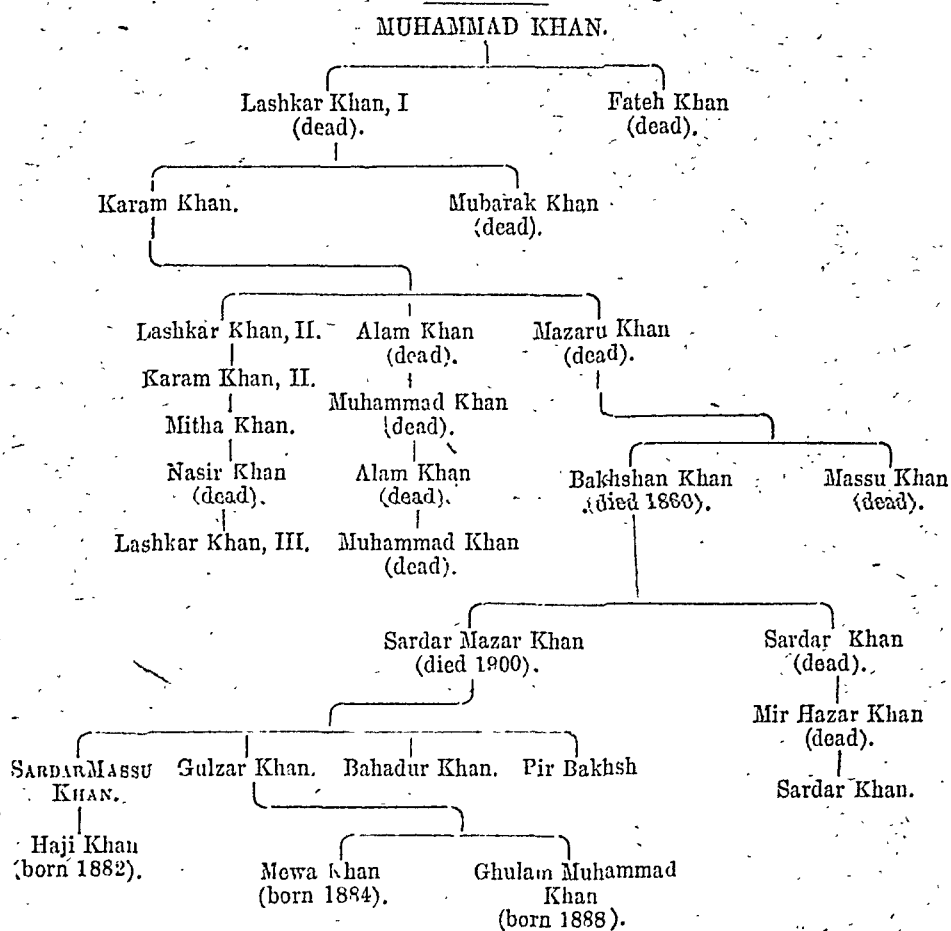 MUHAMMAD KHAN.
Lashkar Khan, I
(dead).
Fateh Khan
(dead).
Karam Khan.
Mubarak Khan
(dead).
Lashkar Khan, II.
Alam Khan
(dead).
Mazaru Khan
(dead).
Karam Khan, II.
Muhammad Khan
(dead).
Mitha Khan.
Nasir Khan
(dead).
Alam Khan
(dead).
Bakhshan Khan
(died 1860).
Massu Khan
(dead).
Lashkar Khan, III.
Muhammad Khan
(dead).
Sardar Mazar Khan
(died 1900).
Sardar Khan
(dead).
Mir Hazar Khan
(dead).
Sardar Khan.
SARDAR MASSU
KHAN.
Gulzar Khan.
Bahadur Khan.
Pir Bakhsh
Haji Khan
(born 1882).
Mewa Khan
(born 1884).
Ghulam Muhammad
Khan
(born 1888).